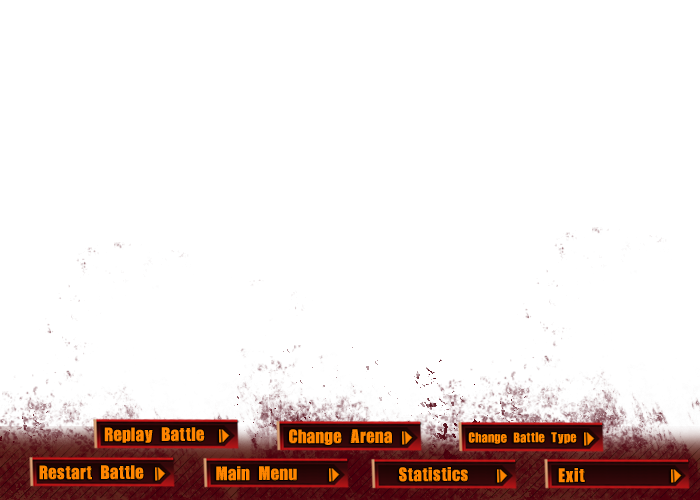 Replay Battle
Change Arena
Change Battle Type
Restart Battle
Main Menu
Statistics
Exit